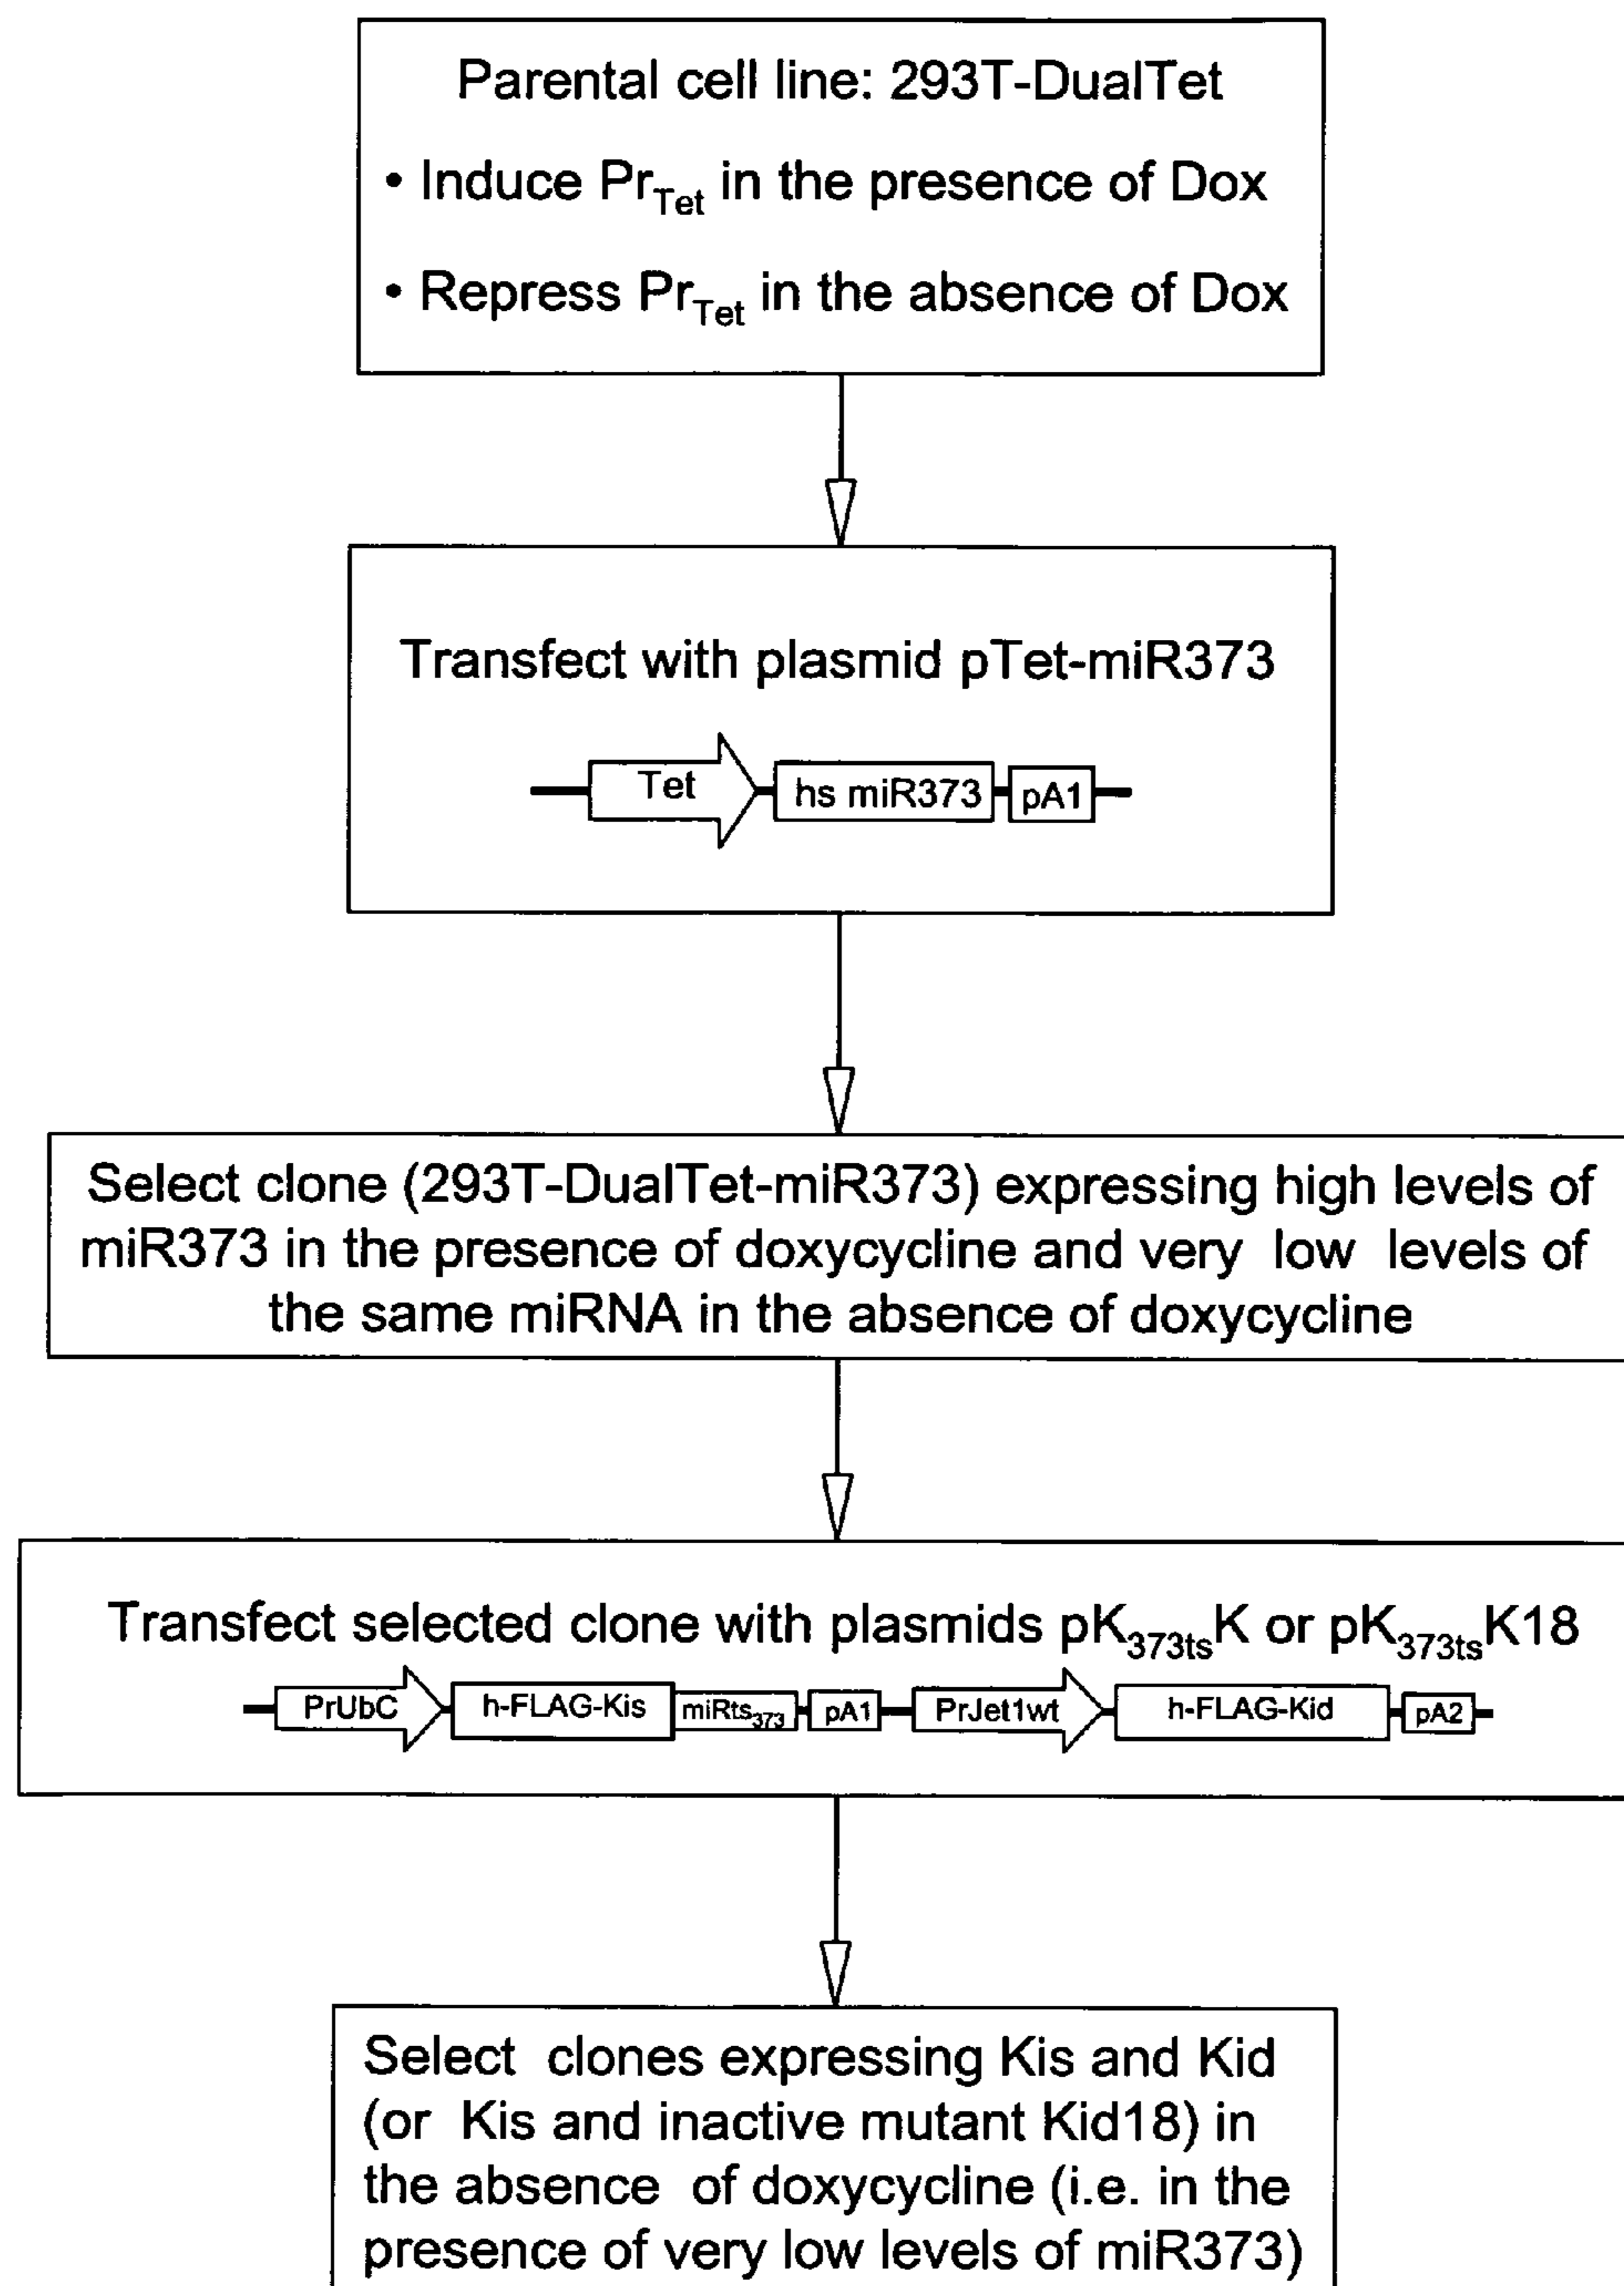 Parental cell line: 293T-DualTet
• Induce PrTet in the presence of Dox
• Repress PrTet in the absence of Dox
Transfect with plasmid pTet-miR373
Tet hs miR373 pA1
Select clone (293T-DualTet-miR373) expressing high levels of
miR373 in the presence of doxycycline and very low levels of
the same miRNA in the absence of doxycycline
Transfect selected clone with plasmids pK373tsK or pK373tsK18
PrUbC h-FLAG-Kis miRts373 pA1 PrJet1wt h-FLAG-Kid pA2
Select clones expressing Kis and Kid
(or Kis and inactive mutant Kid18) in
the absence of doxycycline (i.e. in the
presence of very low levels of miR373)